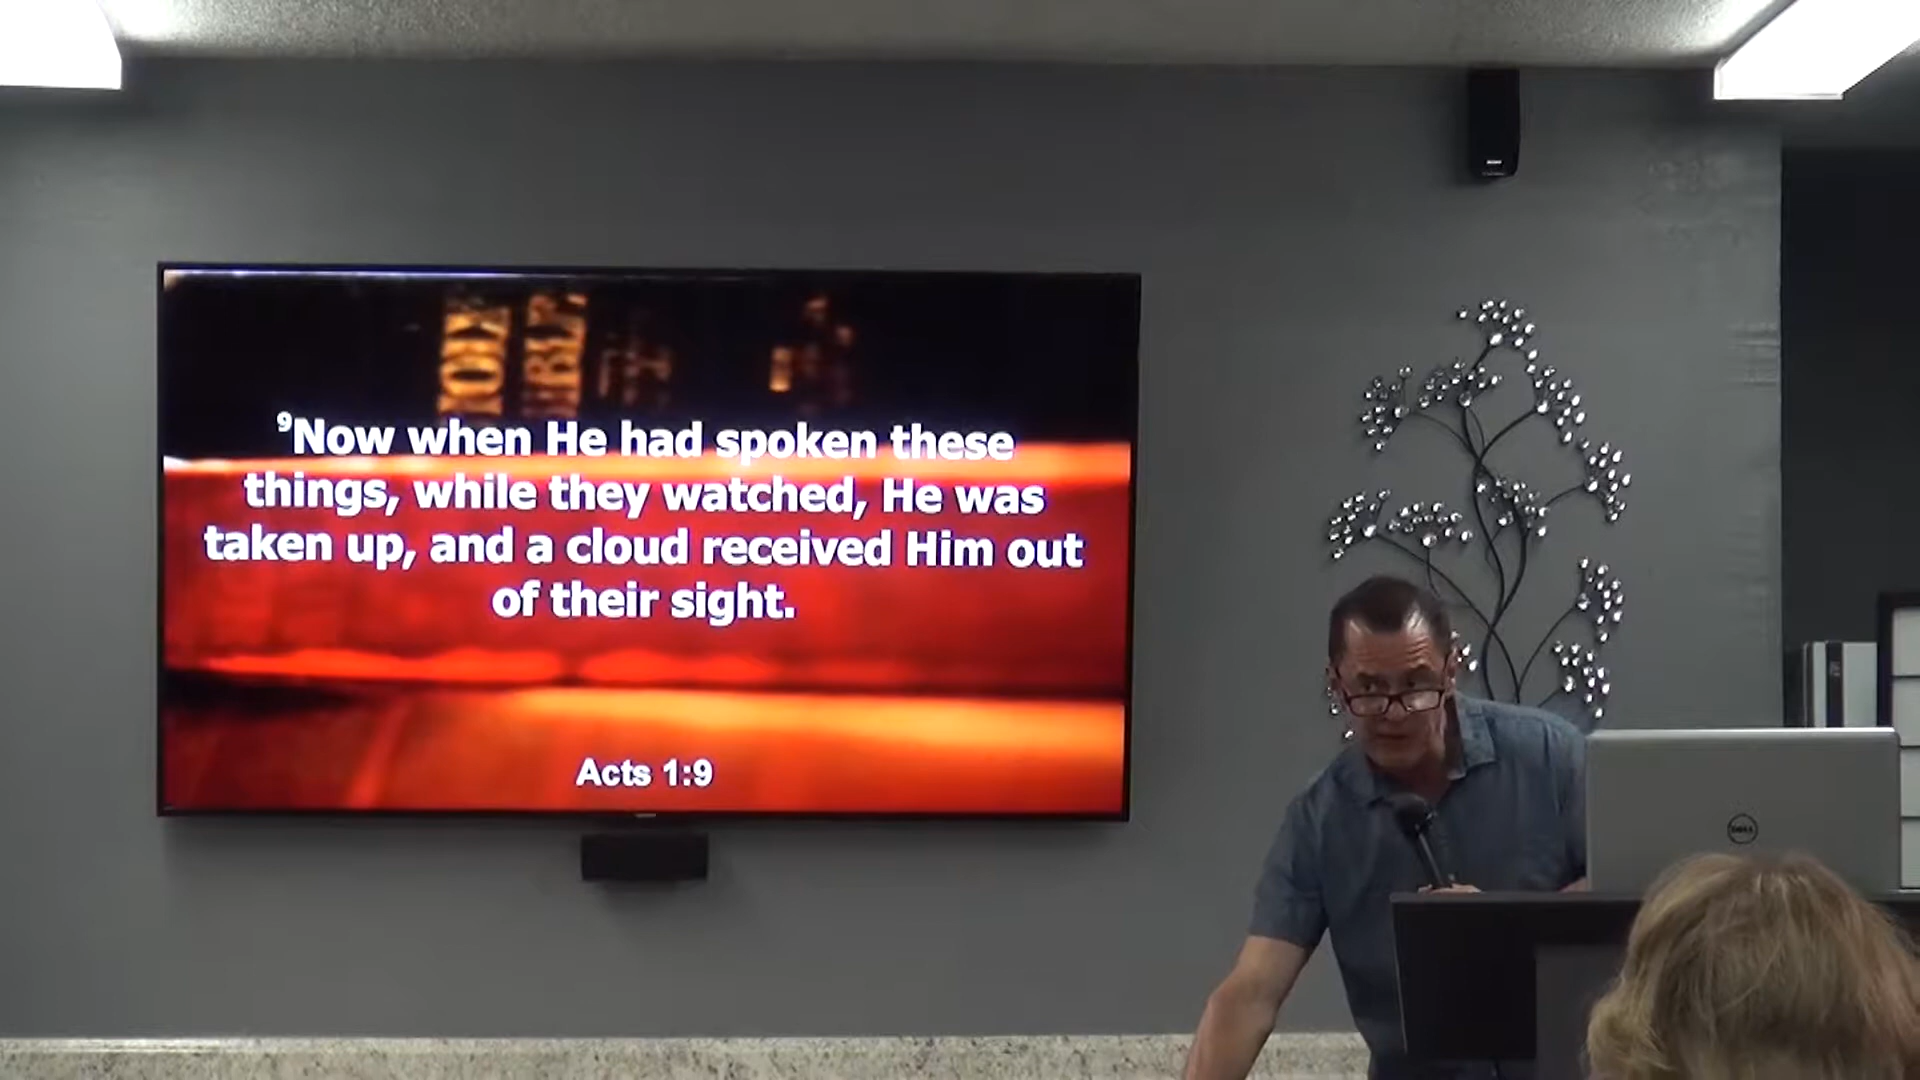 ⁹Now when He had spoken these
things, while they watched, He was
taken up, and a cloud received Him out
of their sight.
Acts 1:9
DELL